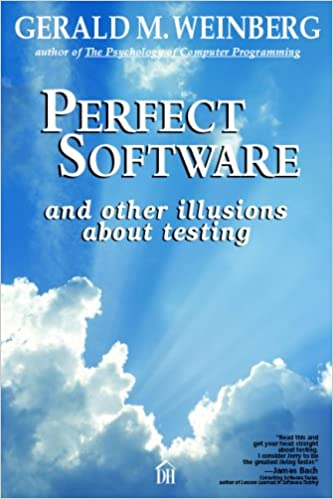 GERALD M. WEINBERG
author of The Psychology of Computer Programming
PERFECT
SOFTWARE
and other illusions
about testing
"Read this and
get your head straight
about testing.
I consider Jerry to be
the greatest living tester."
—James Bach
Consulting Software Tester,
author of Lessons Learned in Software Testing
DH